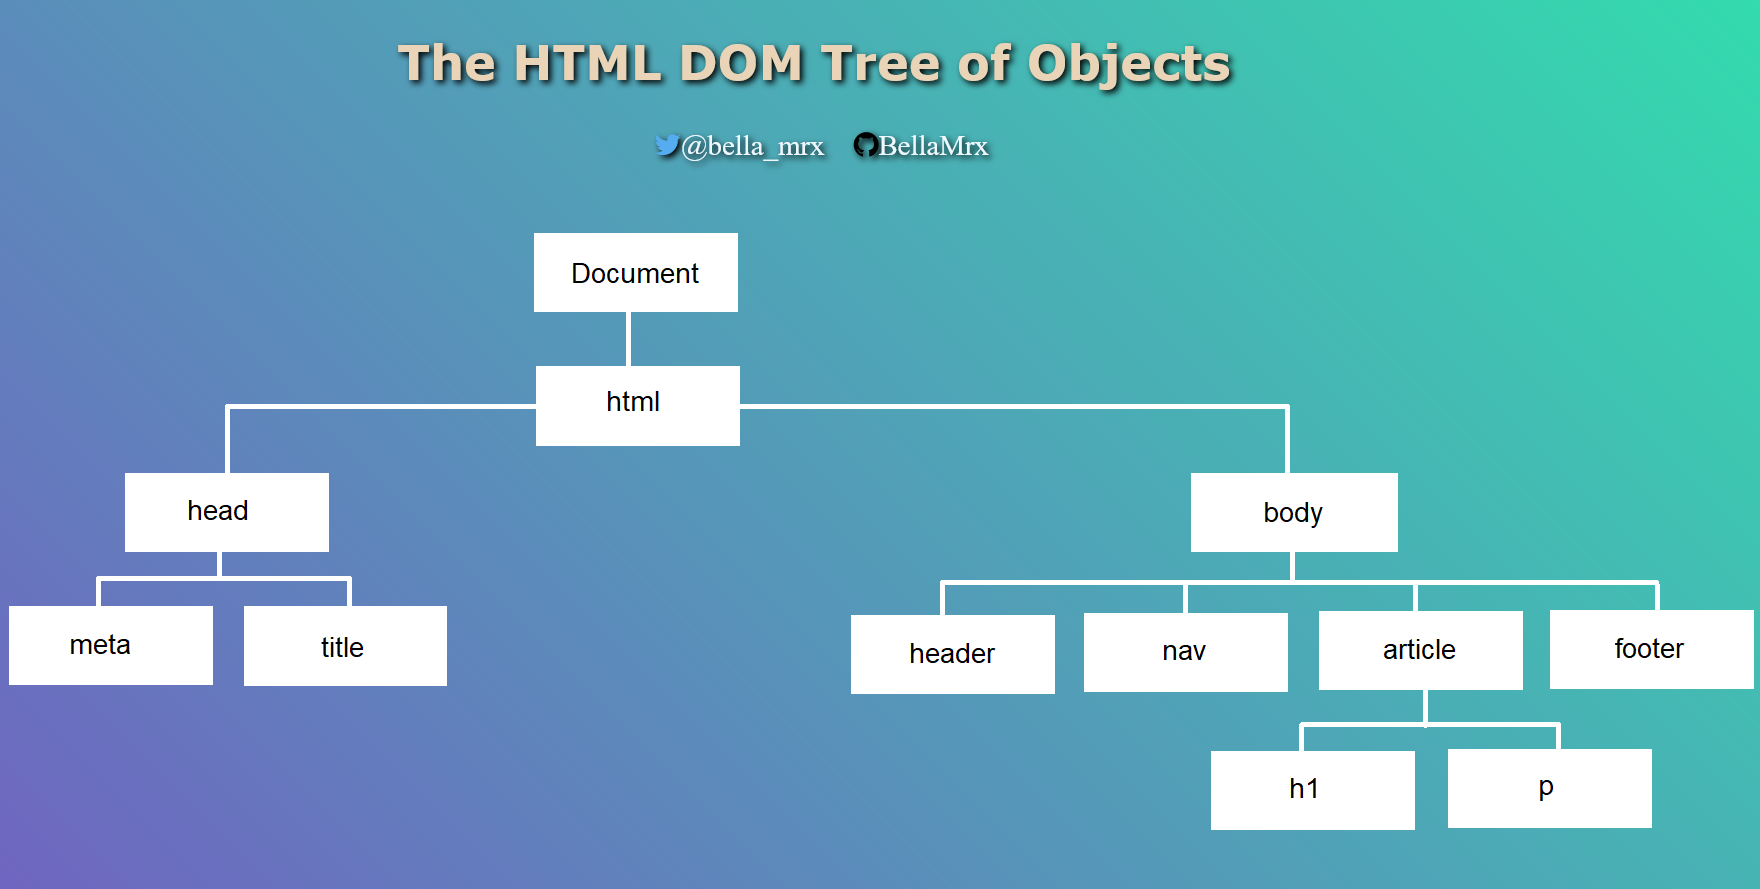 The HTML DOM Tree of Objects
@bella_mrx BellaMrx
Document
html
head
body
meta
title
header
nav
article
footer
h1
p